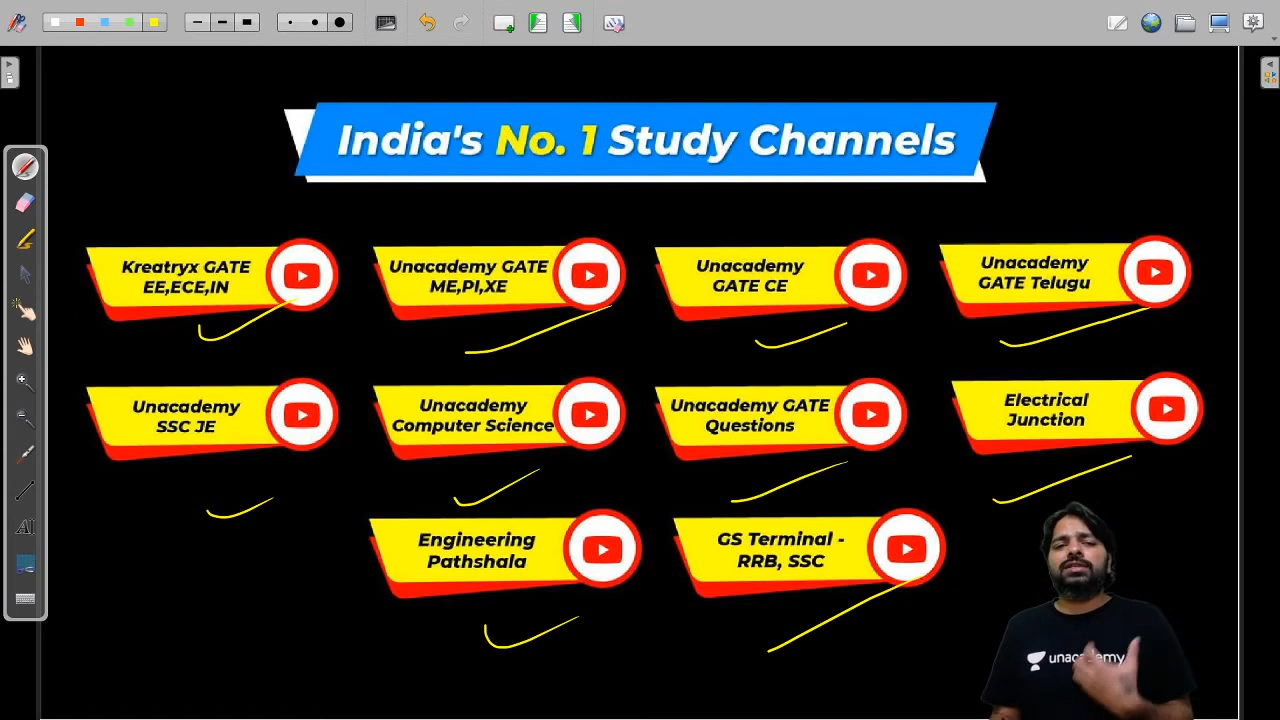 India's No. 1 Study Channels
Kreatryx GATE
EE,ECE,IN
Unacademy GATE
ME,PI,XE
Unacademy
GATE CE
Unacademy
GATE Telugu
Unacademy
SSC JE
Unacademy
Computer Science
Unacademy GATE
Questions
Electrical
Junction
Engineering
Pathshala
GS Terminal -
RRB, SSC
unacademy
AI